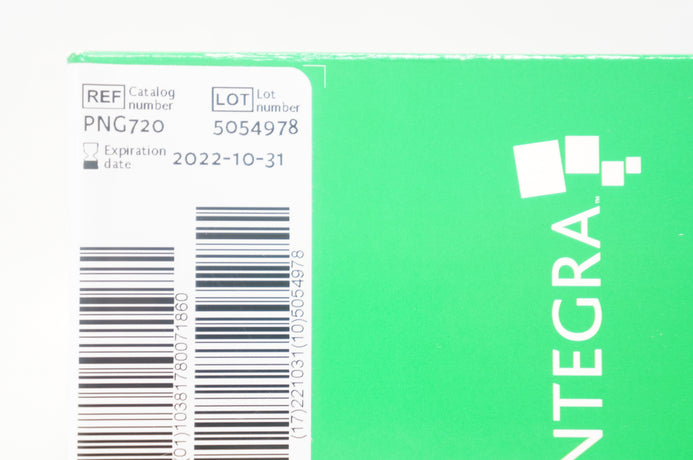 REF Catalog number
LOT Lot number
PNG720
5054978
Expiration date 2022-10-31
(01)10381780071860
(17)221031(10)5054978
NTEGRA™